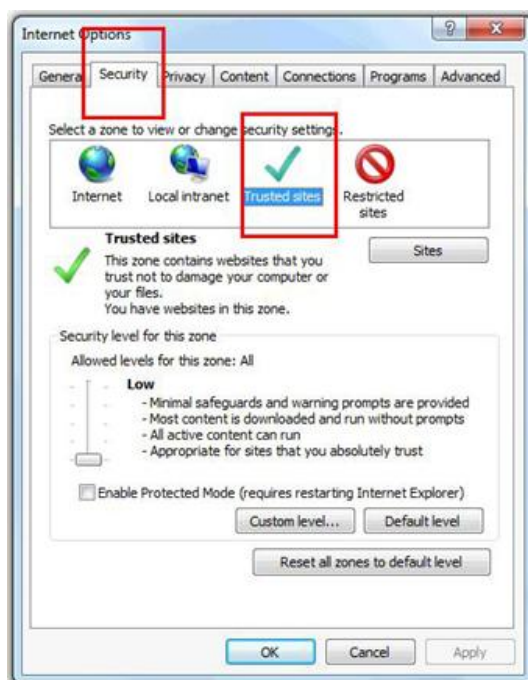 Internet Options
General Security Privacy Content Connections Programs Advanced
Select a zone to view or change security settings.
Internet Local intranet Trusted sites Restricted sites
Trusted sites
Sites
This zone contains websites that you
trust not to damage your computer or
your files.
You have websites in this zone.
Security level for this zone
Allowed levels for this zone: All
Low
- Minimal safeguards and warning prompts are provided
- Most content is downloaded and run without prompts
- All active content can run
- Appropriate for sites that you absolutely trust
Enable Protected Mode (requires restarting Internet Explorer)
Custom level... Default level
Reset all zones to default level
OK Cancel Apply